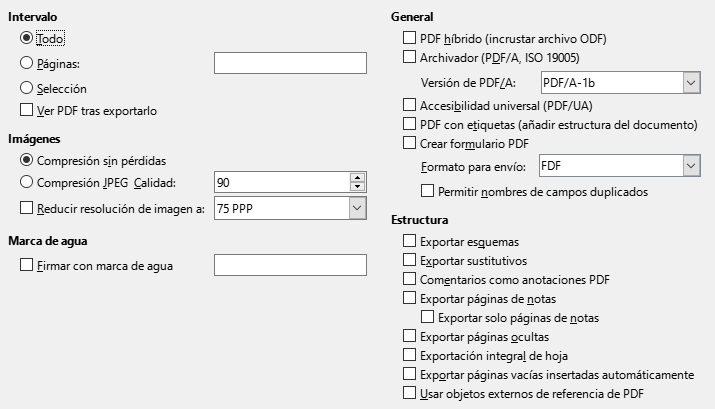 Intervalo
Todo
Páginas:
Selección
Ver PDF tras exportarlo
Imágenes
Compresión sin pérdidas
Compresión JPEG Calidad: 90
Reducir resolución de imagen a: 75 PPP
Marca de agua
Firmar con marca de agua
General
PDF híbrido (incrustar archivo ODF)
Archivador (PDF/A, ISO 19005)
Versión de PDF/A: PDF/A-1b
Accesibilidad universal (PDF/UA)
PDF con etiquetas (añadir estructura del documento)
Crear formulario PDF
Formato para envío: FDF
Permitir nombres de campos duplicados
Estructura
Exportar esquemas
Exportar sustitutivos
Comentarios como anotaciones PDF
Exportar páginas de notas
Exportar solo páginas de notas
Exportar páginas ocultas
Exportación integral de hoja
Exportar páginas vacías insertadas automáticamente
Usar objetos externos de referencia de PDF